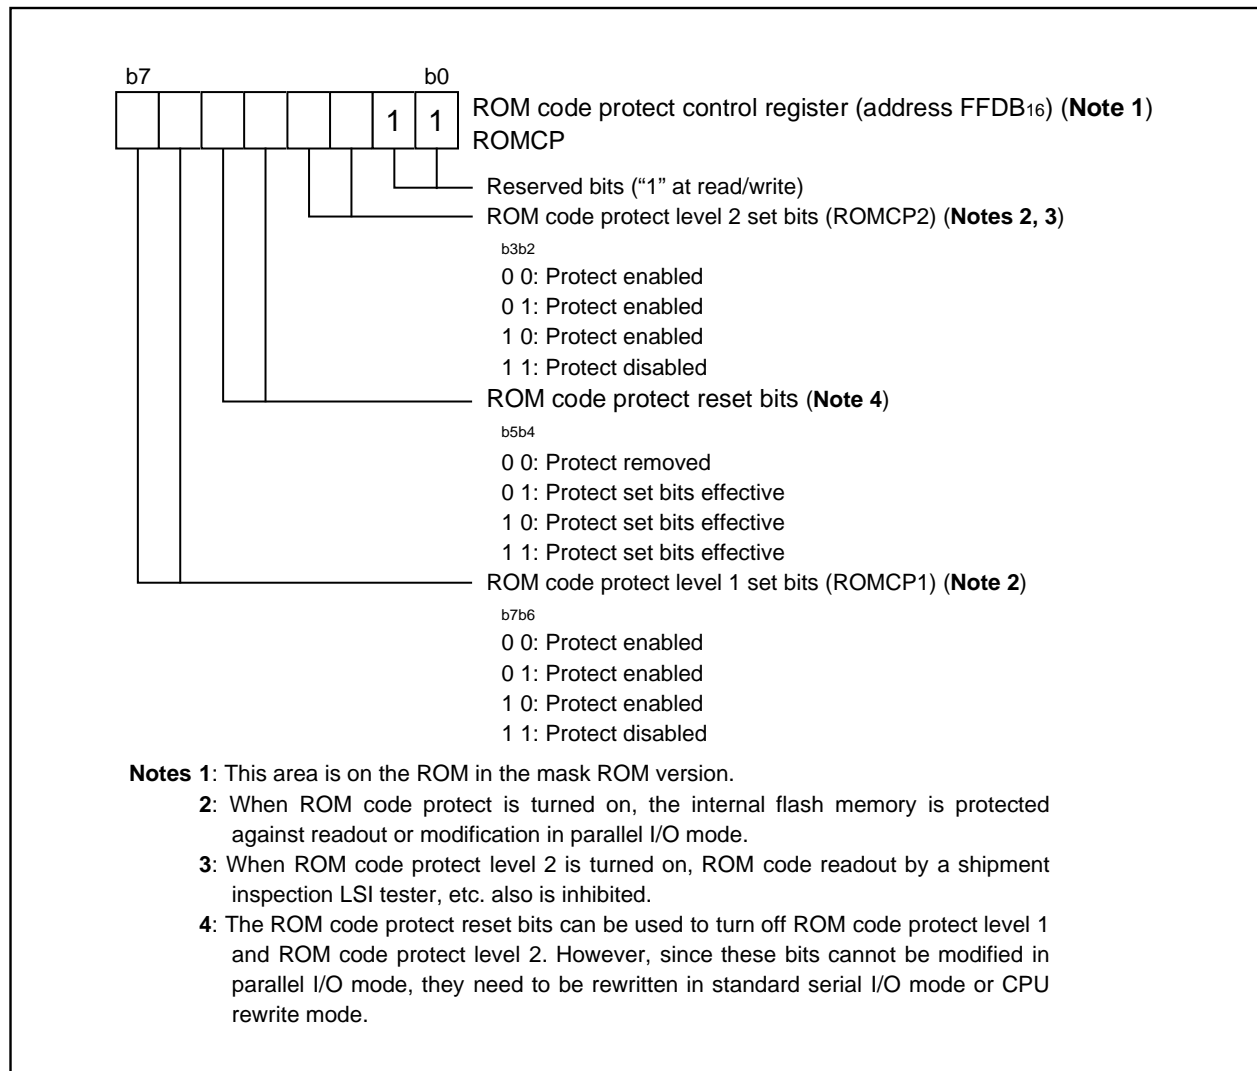 b7 b0
1 1 ROM code protect control register (address FFDB16) (Note 1)
ROMCP
Reserved bits (“1” at read/write)
ROM code protect level 2 set bits (ROMCP2) (Notes 2, 3)
b3b2
0 0: Protect enabled
0 1: Protect enabled
1 0: Protect enabled
1 1: Protect disabled
ROM code protect reset bits (Note 4)
b5b4
0 0: Protect removed
0 1: Protect set bits effective
1 0: Protect set bits effective
1 1: Protect set bits effective
ROM code protect level 1 set bits (ROMCP1) (Note 2)
b7b6
0 0: Protect enabled
0 1: Protect enabled
1 0: Protect enabled
1 1: Protect disabled
Notes 1: This area is on the ROM in the mask ROM version.
2: When ROM code protect is turned on, the internal flash memory is protected
against readout or modification in parallel I/O mode.
3: When ROM code protect level 2 is turned on, ROM code readout by a shipment
inspection LSI tester, etc. also is inhibited.
4: The ROM code protect reset bits can be used to turn off ROM code protect level 1
and ROM code protect level 2. However, since these bits cannot be modified in
parallel I/O mode, they need to be rewritten in standard serial I/O mode or CPU
rewrite mode.